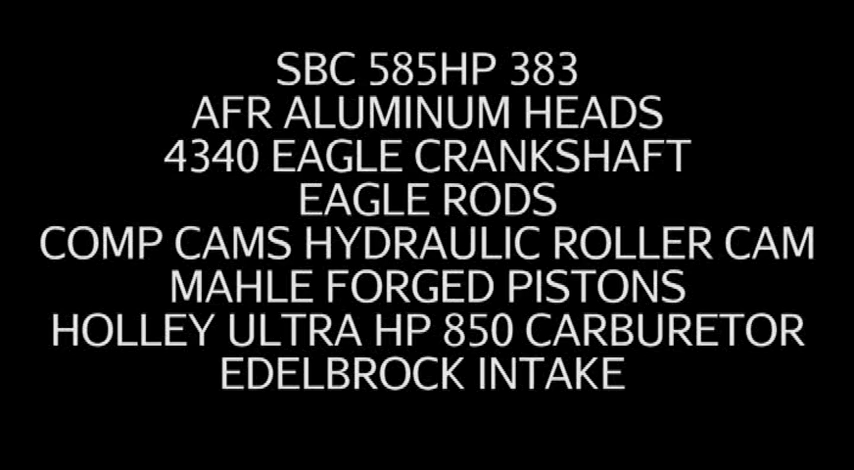 SBC 585HP 383
AFR ALUMINUM HEADS
4340 EAGLE CRANKSHAFT
EAGLE RODS
COMP CAMS HYDRAULIC ROLLER CAM
MAHLE FORGED PISTONS
HOLLEY ULTRA HP 850 CARBURETOR
EDELBROCK INTAKE